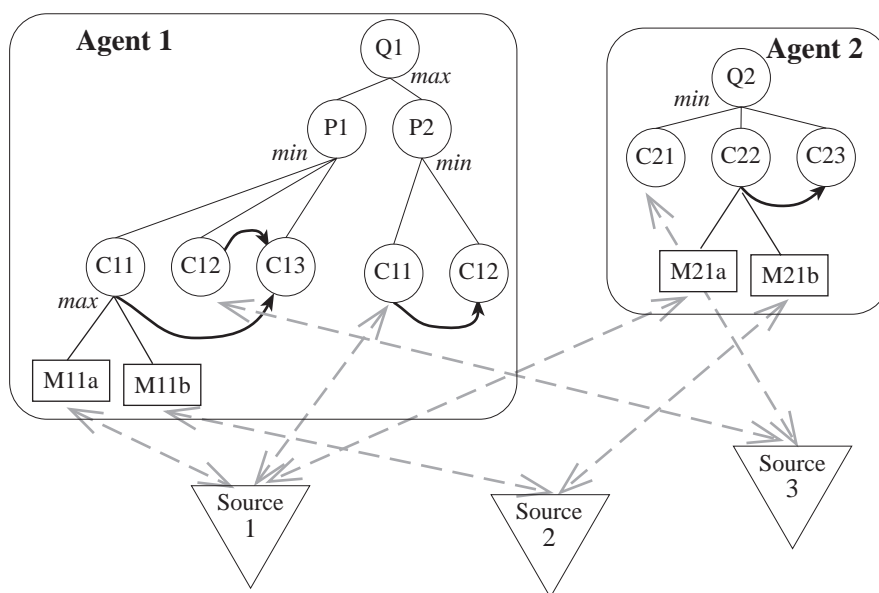 Agent 1
Q1
max
P1
P2
min
min
C11
C12
C13
C11
C12
max
M11a
M11b
Agent 2
Q2
min
C21
C22
C23
M21a
M21b
Source
1
Source
2
Source
3